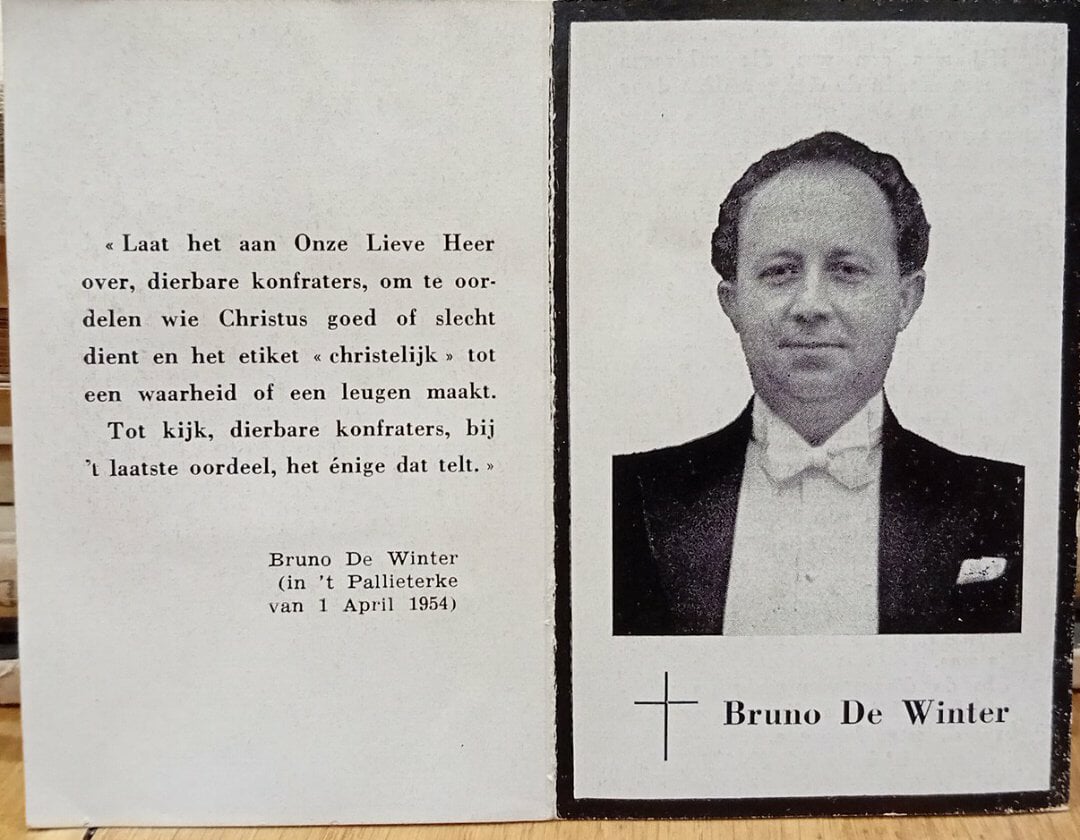 « Laat het aan Onze Lieve Heer
over, dierbare konfraters, om te oor-
delen wie Christus goed of slecht
dient en het etiket « christelijk » tot
een waarheid of een leugen maakt.
Tot kijk, dierbare konfraters, bij
’t laatste oordeel, het énige dat telt. »
Bruno De Winter
(in 't Pallieterke
van 1 April 1954)
Bruno De Winter